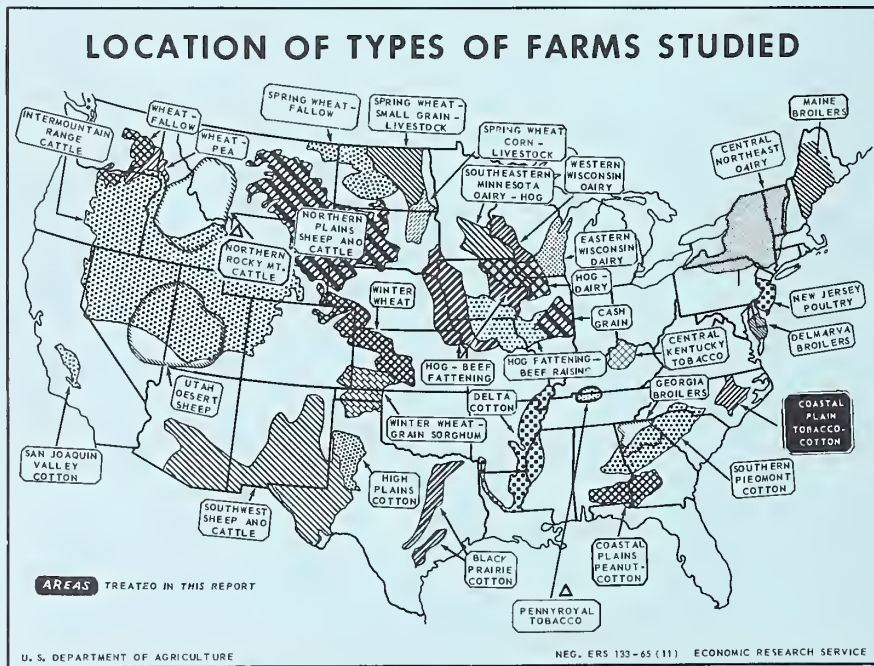 LOCATION OF TYPES OF FARMS STUDIED
INTERMOUNTAIN
RANGE
CATTLE
WHEAT-
FALLOW
WHEAT-
PEA
SPRING WHEAT-
FALLOW
SPRING WHEAT-
SMALL GRAIN-
LIVESTOCK
SPRING WHEAT
CORN-
LIVESTOCK
SOUTHEASTERN
MINNESOTA
DAIRY-HOG
WESTERN
WISCONSIN
DAIRY
CENTRAL
NORTHEAST
DAIRY
MAINE
BROILERS
NORTHERN
PLAINS
SHEEP AND
CATTLE
NORTHERN
ROCKY MT.
CATTLE
EASTERN
WISCONSIN
DAIRY
HOG-
DAIRY
WINTER
WHEAT
CASH
GRAIN
NEW JERSEY
POULTRY
DELMARVA
BROILERS
CENTRAL
KENTUCKY
TOBACCO
HOG-BEEF
FATTENING
HOG FATTENING-
BEEF RAISING
UTAH
DESERT
SHEEP
DELTA
COTTON
GEORGIA
BROILERS
COASTAL
PLAIN
TOBACCO-
COTTON
WINTER WHEAT-
GRAIN SORGHUM
SAN JOAQUIN
VALLEY
COTTON
SOUTHWEST
SHEEP AND
CATTLE
HIGH
PLAINS
COTTON
SOUTHERN
PIEDMONT
COTTON
BLACK
PRAIRIE
COTTON
COASTAL
PLAINS
PEANUT-
COTTON
PENNYROYAL
TOBACCO
AREAS TREATED IN THIS REPORT
U. S. DEPARTMENT OF AGRICULTURE
NEG. ERS 133-65 (11) ECONOMIC RESEARCH SERVICE